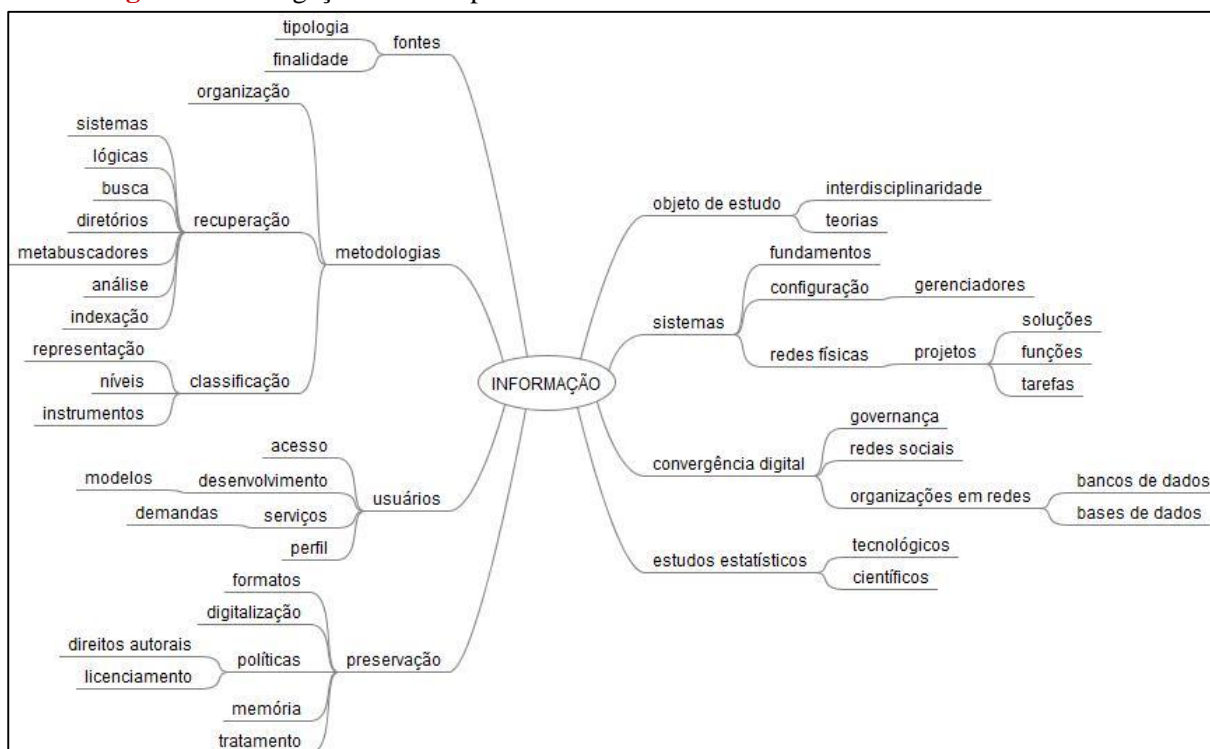 tipologia
finalidade
fontes
organização
sistemas
lógicas
busca
diretórios
metabuscadores
análise
indexação
recuperação
metodologias
representação
níveis
instrumentos
classificação
acesso
modelos
desenvolvimento
demandas
serviços
perfil
usuários
formatos
digitalização
direitos autorais
licenciamento
políticas
memória
tratamento
preservação
INFORMAÇÃO
objeto de estudo
interdisciplinaridade
teorias
sistemas
fundamentos
configuração
gerenciadores
redes físicas
projetos
soluções
funções
tarefas
convergência digital
governança
redes sociais
organizações em redes
bancos de dados
bases de dados
estudos estatísticos
tecnológicos
científicos